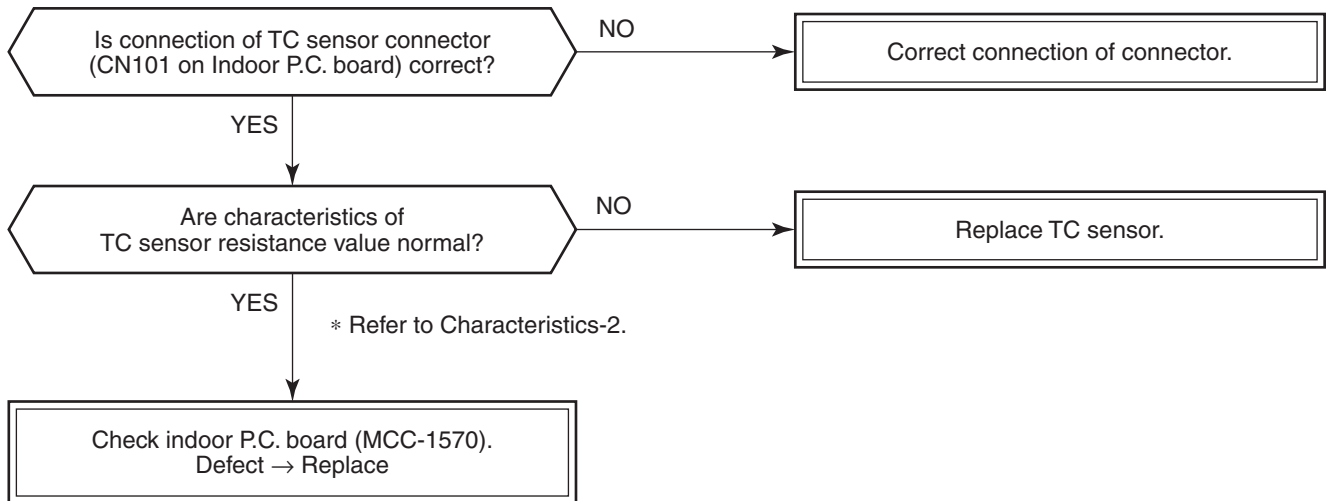 Is connection of TC sensor connector
(CN101 on Indoor P.C. board) correct?
NO
Correct connection of connector.
YES
Are characteristics of
TC sensor resistance value normal?
NO
Replace TC sensor.
YES
* Refer to Characteristics-2.
Check indoor P.C. board (MCC-1570).
Defect → Replace